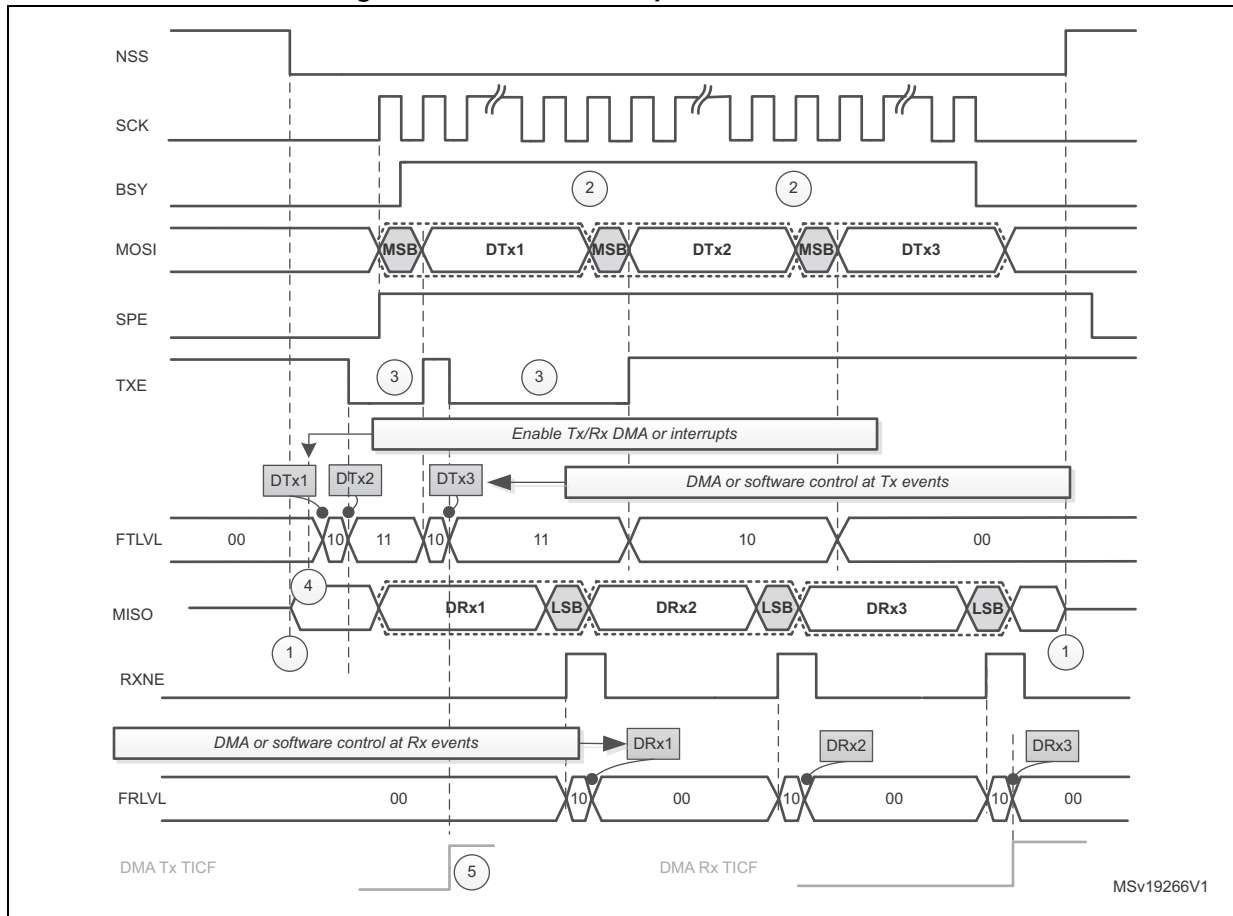 NSS
SCK
BSY
2 2
MOSI
MSB DTx1 MSB DTx2 MSB DTx3
SPE
TXE
3 3
Enable Tx/Rx DMA or interrupts
DTx1 DTx2 DTx3
DMA or software control at Tx events
FTLVL
00 10 11 10 11 10 00
4
MISO
DRx1 LSB DRx2 LSB DRx3 LSB
1 1
RXNE
DMA or software control at Rx events
DRx1 DRx2 DRx3
FRLVL
00 10 00 10 00 10 00
DMA Tx TICF
5
DMA Rx TICF
MSv19266V1